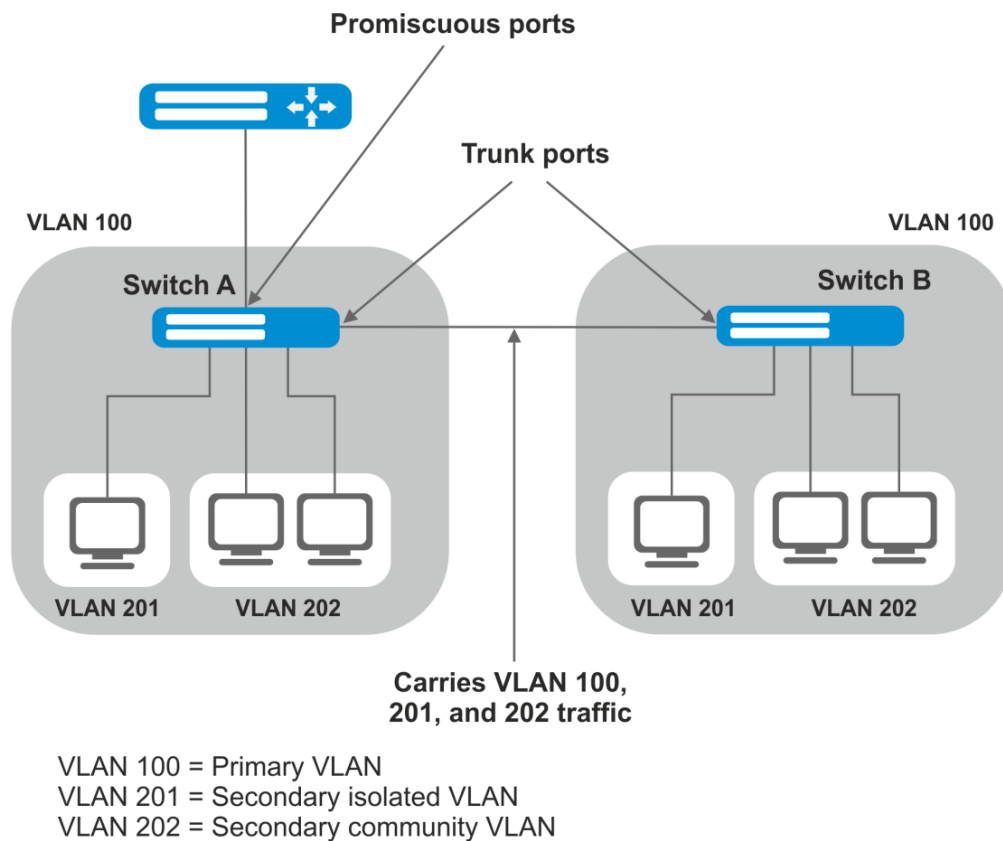 Promiscuous ports
Trunk ports
VLAN 100
VLAN 100
Switch A
Switch B
VLAN 201
VLAN 202
VLAN 201
VLAN 202
Carries VLAN 100,
201, and 202 traffic
VLAN 100 = Primary VLAN
VLAN 201 = Secondary isolated VLAN
VLAN 202 = Secondary community VLAN